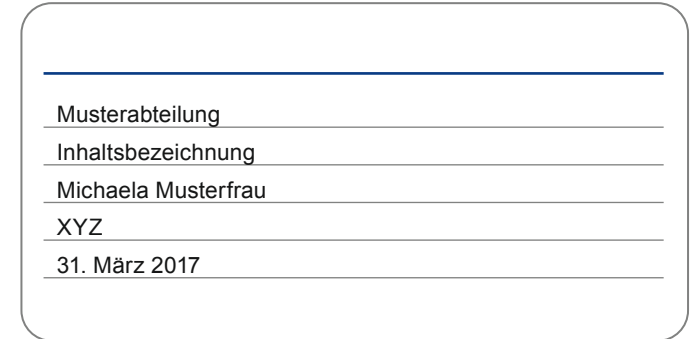 Musterabteilung
Inhaltsbezeichnung
Michaela Musterfrau
XYZ
31. März 2017